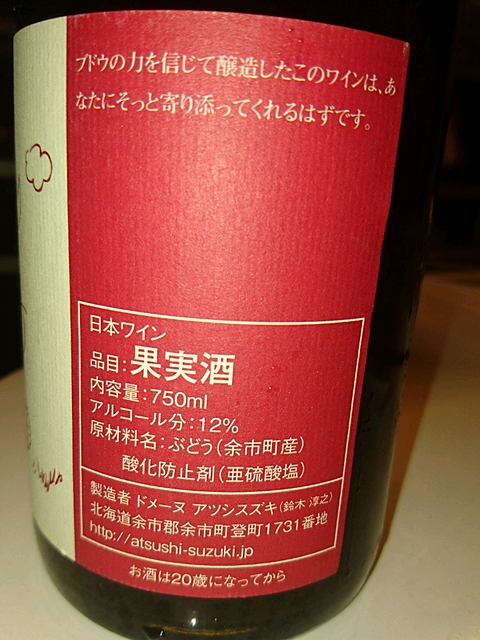 ブドウの力を信じて醸造したこのワインは、あ
なたにそっと寄り添ってくれるはずです。
日本ワイン
品目:果実酒
内容量:750ml
アルコール分:12%
原材料名:ぶどう(余市町産)
酸化防止剤(亜硫酸塩)
製造者 ドメーヌ アツシスズキ(鈴木 淳之)
北海道余市郡余市町登町1731番地
http://atsushi-suzuki.jp
お酒は20歳になってから